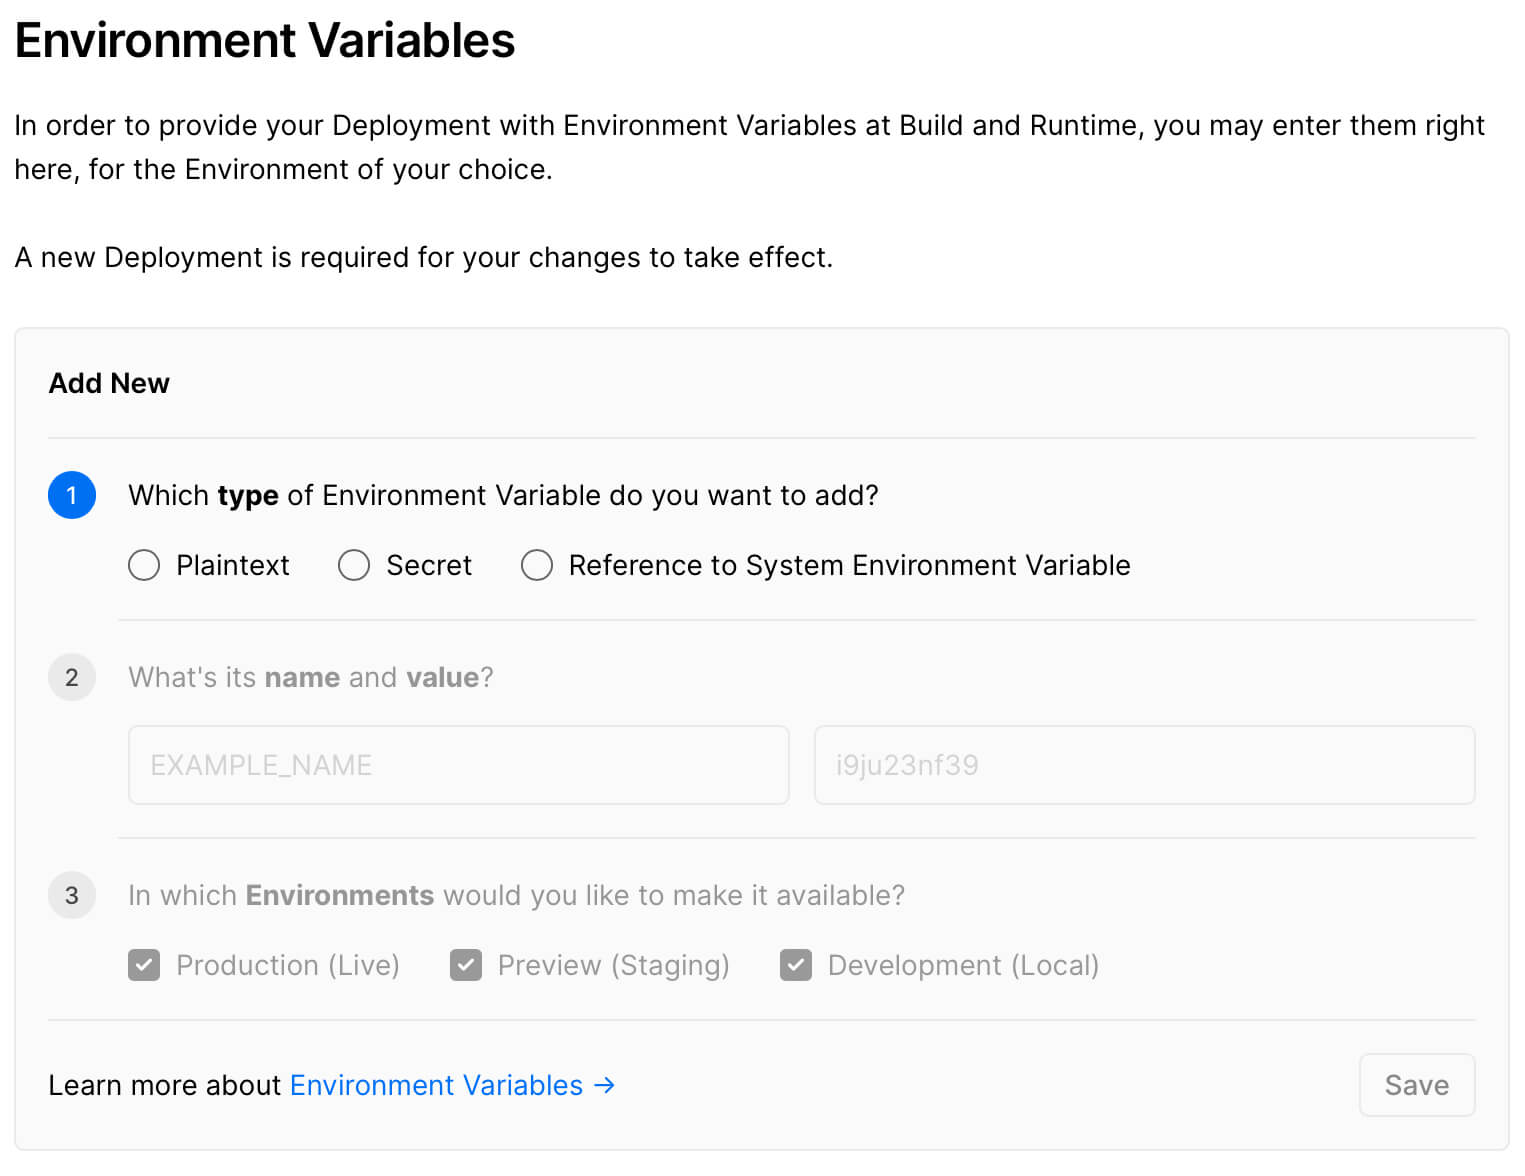 Environment Variables
In order to provide your Deployment with Environment Variables at Build and Runtime, you may enter them right
here, for the Environment of your choice.
A new Deployment is required for your changes to take effect.
Add New
1 Which type of Environment Variable do you want to add?
Plaintext Secret Reference to System Environment Variable
2 What's its name and value?
EXAMPLE_NAME i9ju23nf39
3 In which Environments would you like to make it available?
Production (Live) Preview (Staging) Development (Local)
Learn more about Environment Variables → Save